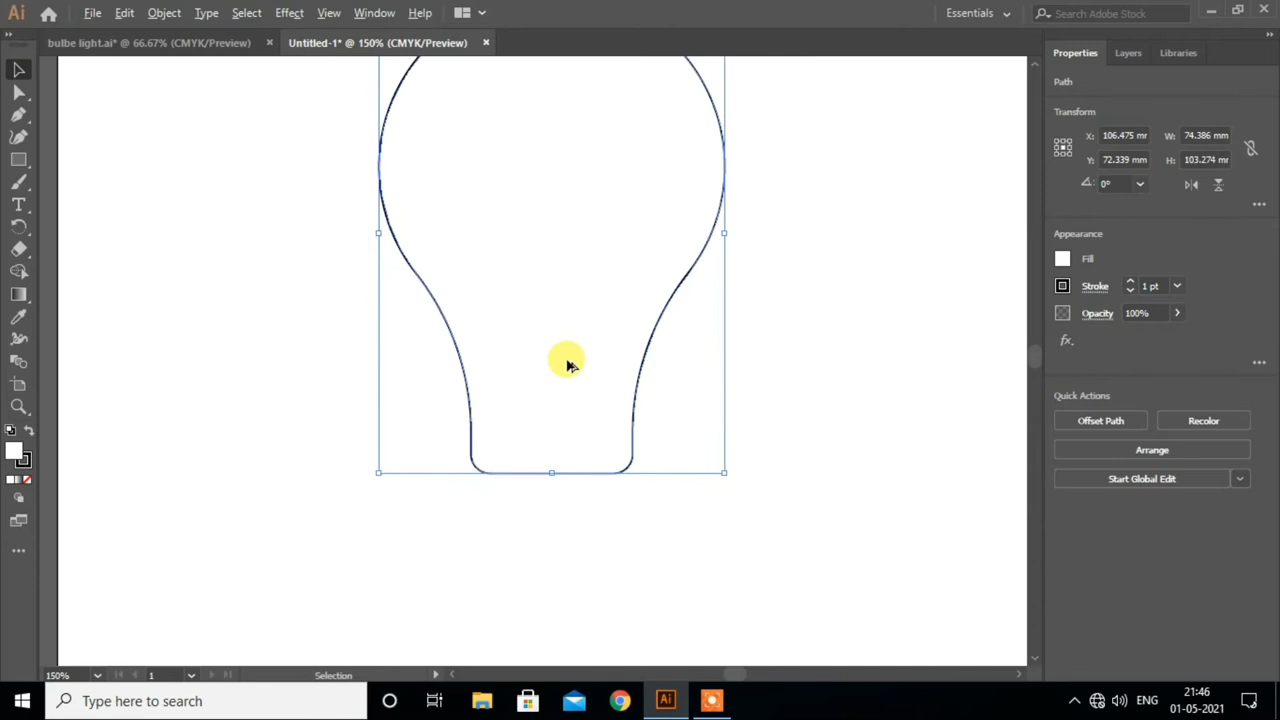 Ai File Edit Object Type Select Effect View Window Help Essentials Search Adobe Stock
bulbe light.ai* @ 66.67% (CMYK/Preview) × Untitled-1* @ 150% (CMYK/Preview) ×
Properties Layers Libraries
Path
Transform
X: 106.475 mr W: 74.386 mm
Y: 72.339 mm H: 103.274 mr
0°
Appearance
Fill
Stroke 1 pt
Opacity 100%
fx.
Quick Actions
Offset Path Recolor
Arrange
Start Global Edit
150% 1 Selection
Type here to search Ai ENG 21:46
01-05-2021